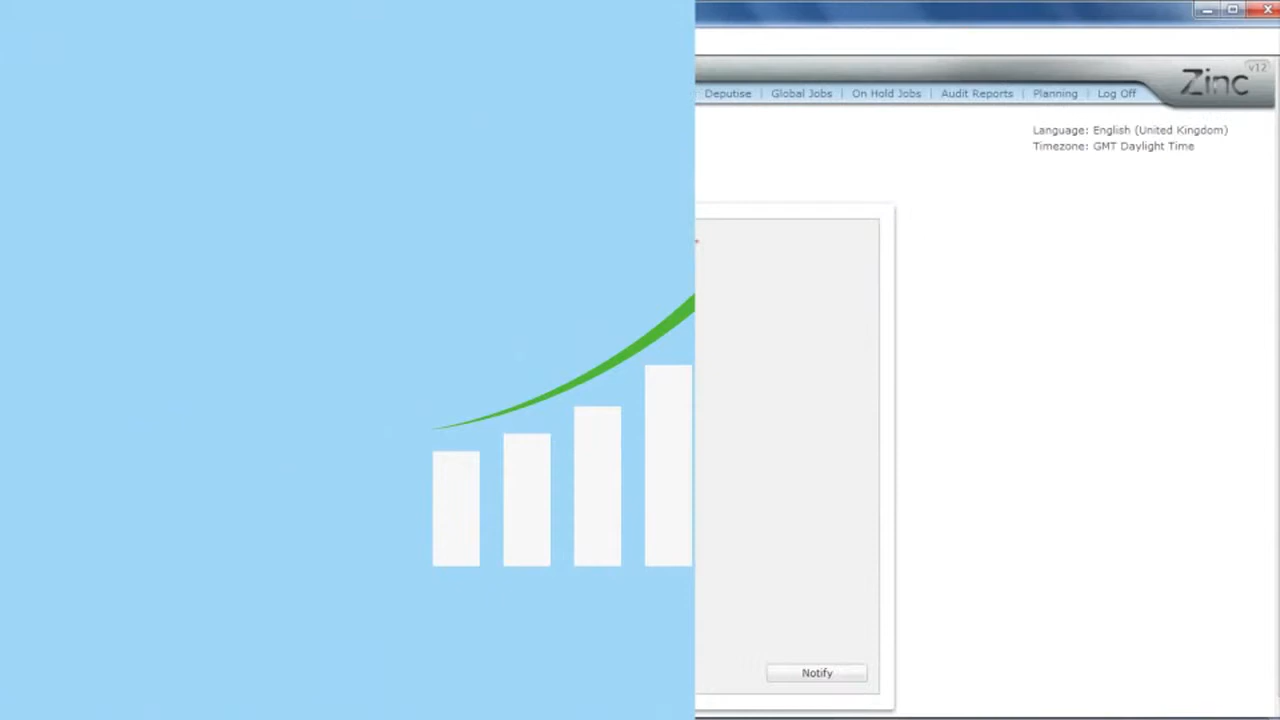 Zinc v12
Deputise | Global Jobs | On Hold Jobs | Audit Reports | Planning | Log Off
Language: English (United Kingdom)
Timezone: GMT Daylight Time
*
Notify